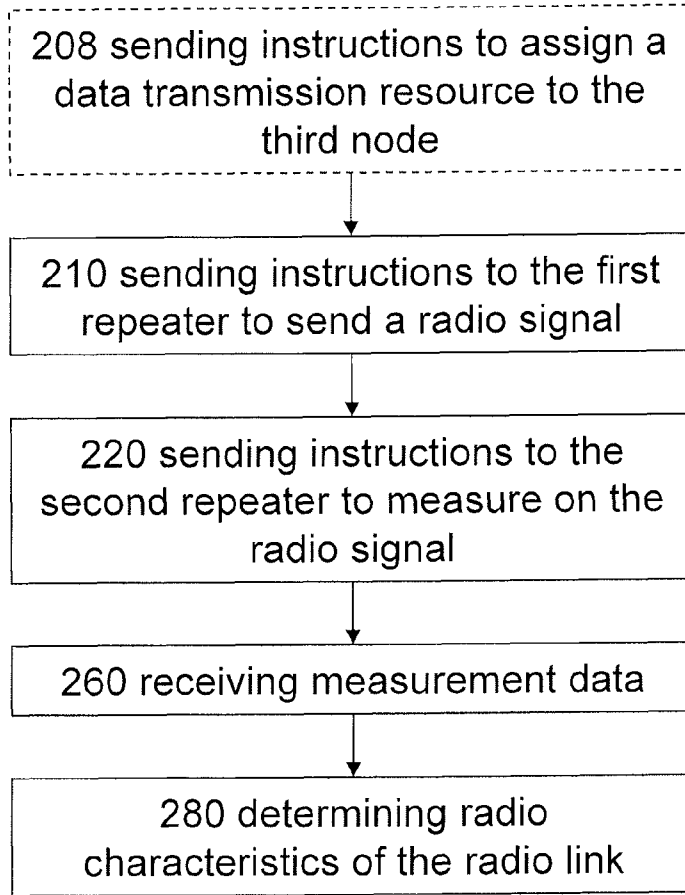 208 sending instructions to assign a
data transmission resource to the
third node
210 sending instructions to the first
repeater to send a radio signal
220 sending instructions to the
second repeater to measure on the
radio signal
260 receiving measurement data
280 determining radio
characteristics of the radio link